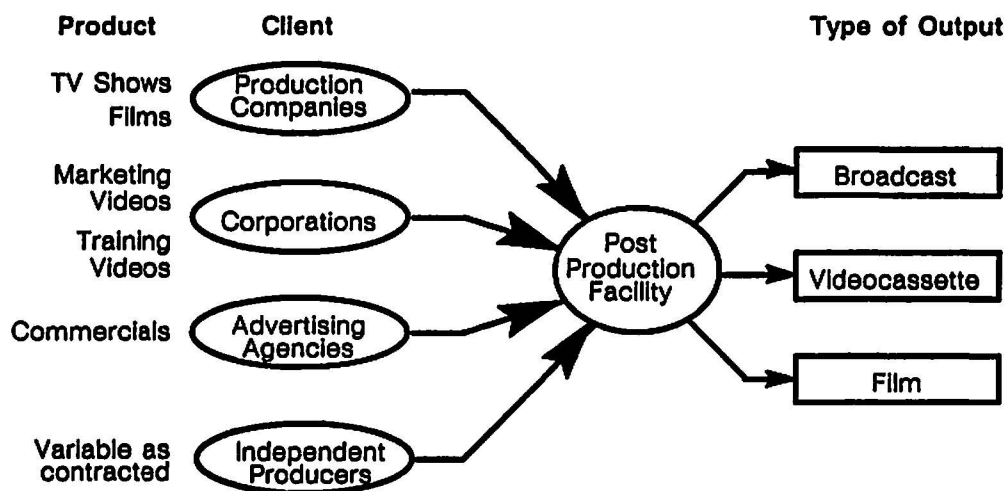 Product Client Type of Output
TV Shows
Films
Production
Companies
Marketing
Videos
Training
Videos
Corporations
Commercials
Advertising
Agencies
Variable as
contracted
Independent
Producers
Post
Production
Facility
Broadcast
Videocassette
Film